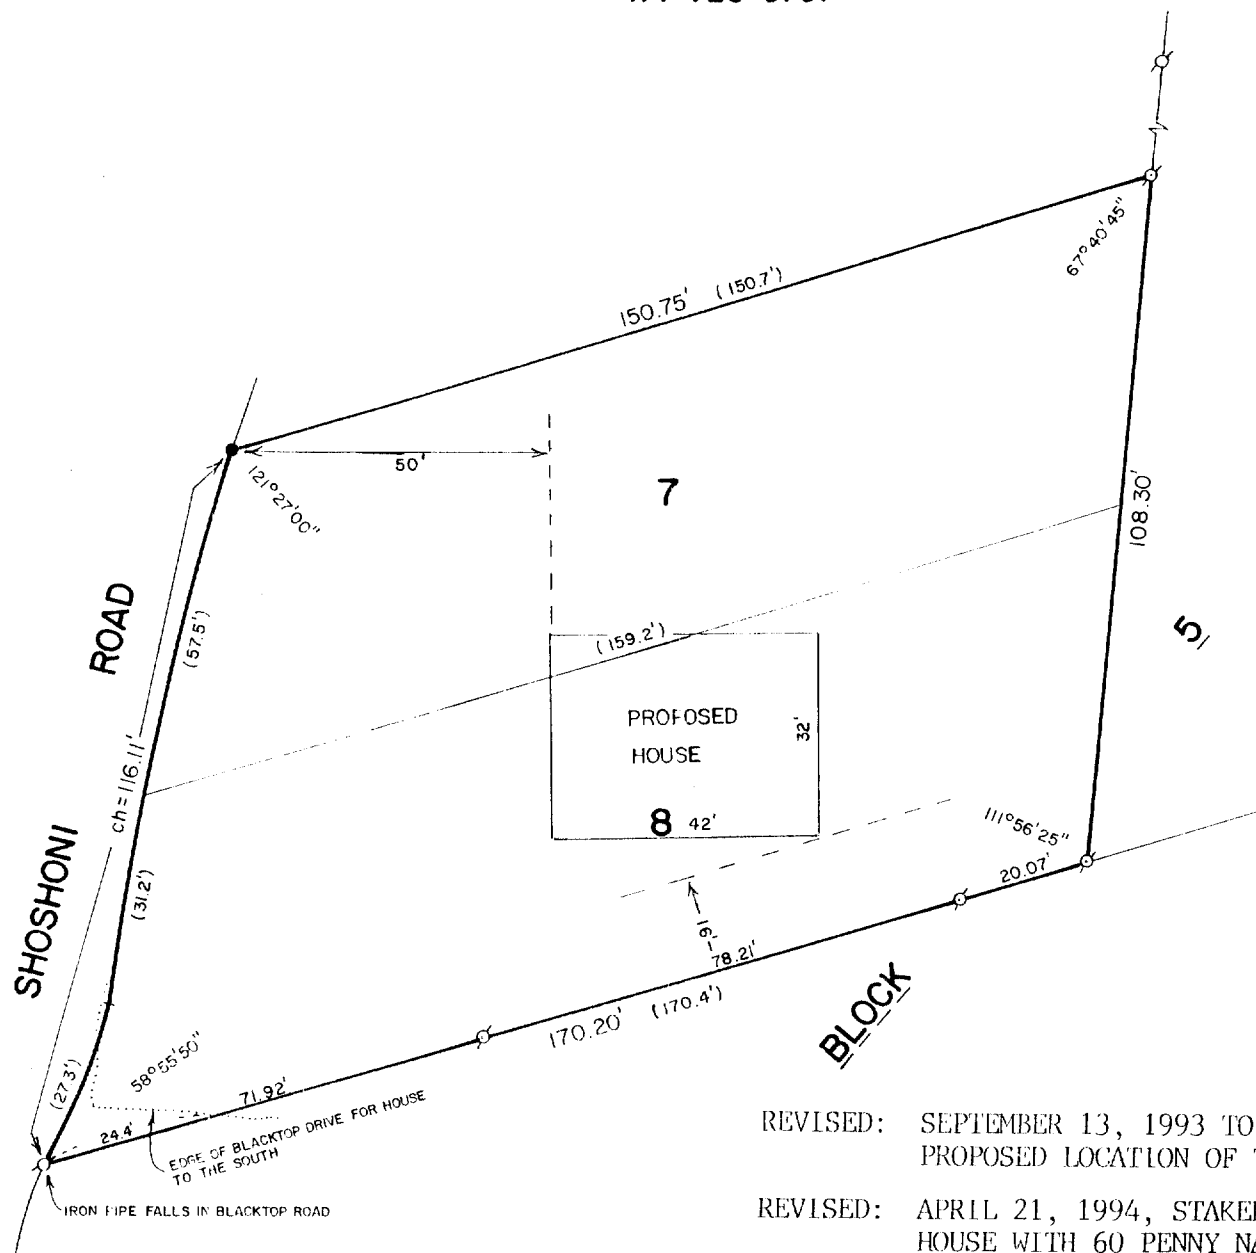 67°40'45"
150.75' (150.7')
50'
121°27'00"
7
108.30'
ROAD
(57.5')
(159.2')
5
PROPOSED
HOUSE
32'
ch=116.11'
8 42'
111°56'25"
20.07'
SHOSHONI
(31.2')
16'
78.21'
170.20' (170.4')
BLOCK
58°55'50"
(27.3')
71.92'
24.4'
EDGE OF BLACKTOP DRIVE FOR HOUSE
TO THE SOUTH
IRON PIPE FALLS IN BLACKTOP ROAD
REVISED: SEPTEMBER 13, 1993 TO
PROPOSED LOCATION OF
REVISED: APRIL 21, 1994, STAKE
HOUSE WITH 60 PENNY NA